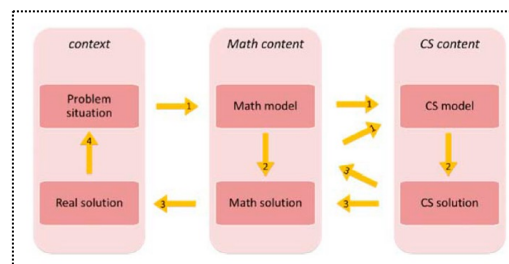 context
Math content
CS content
Problem
situation
1
Math model
1
CS model
4
2
1
2
3
Real solution
3
Math solution
3
CS solution